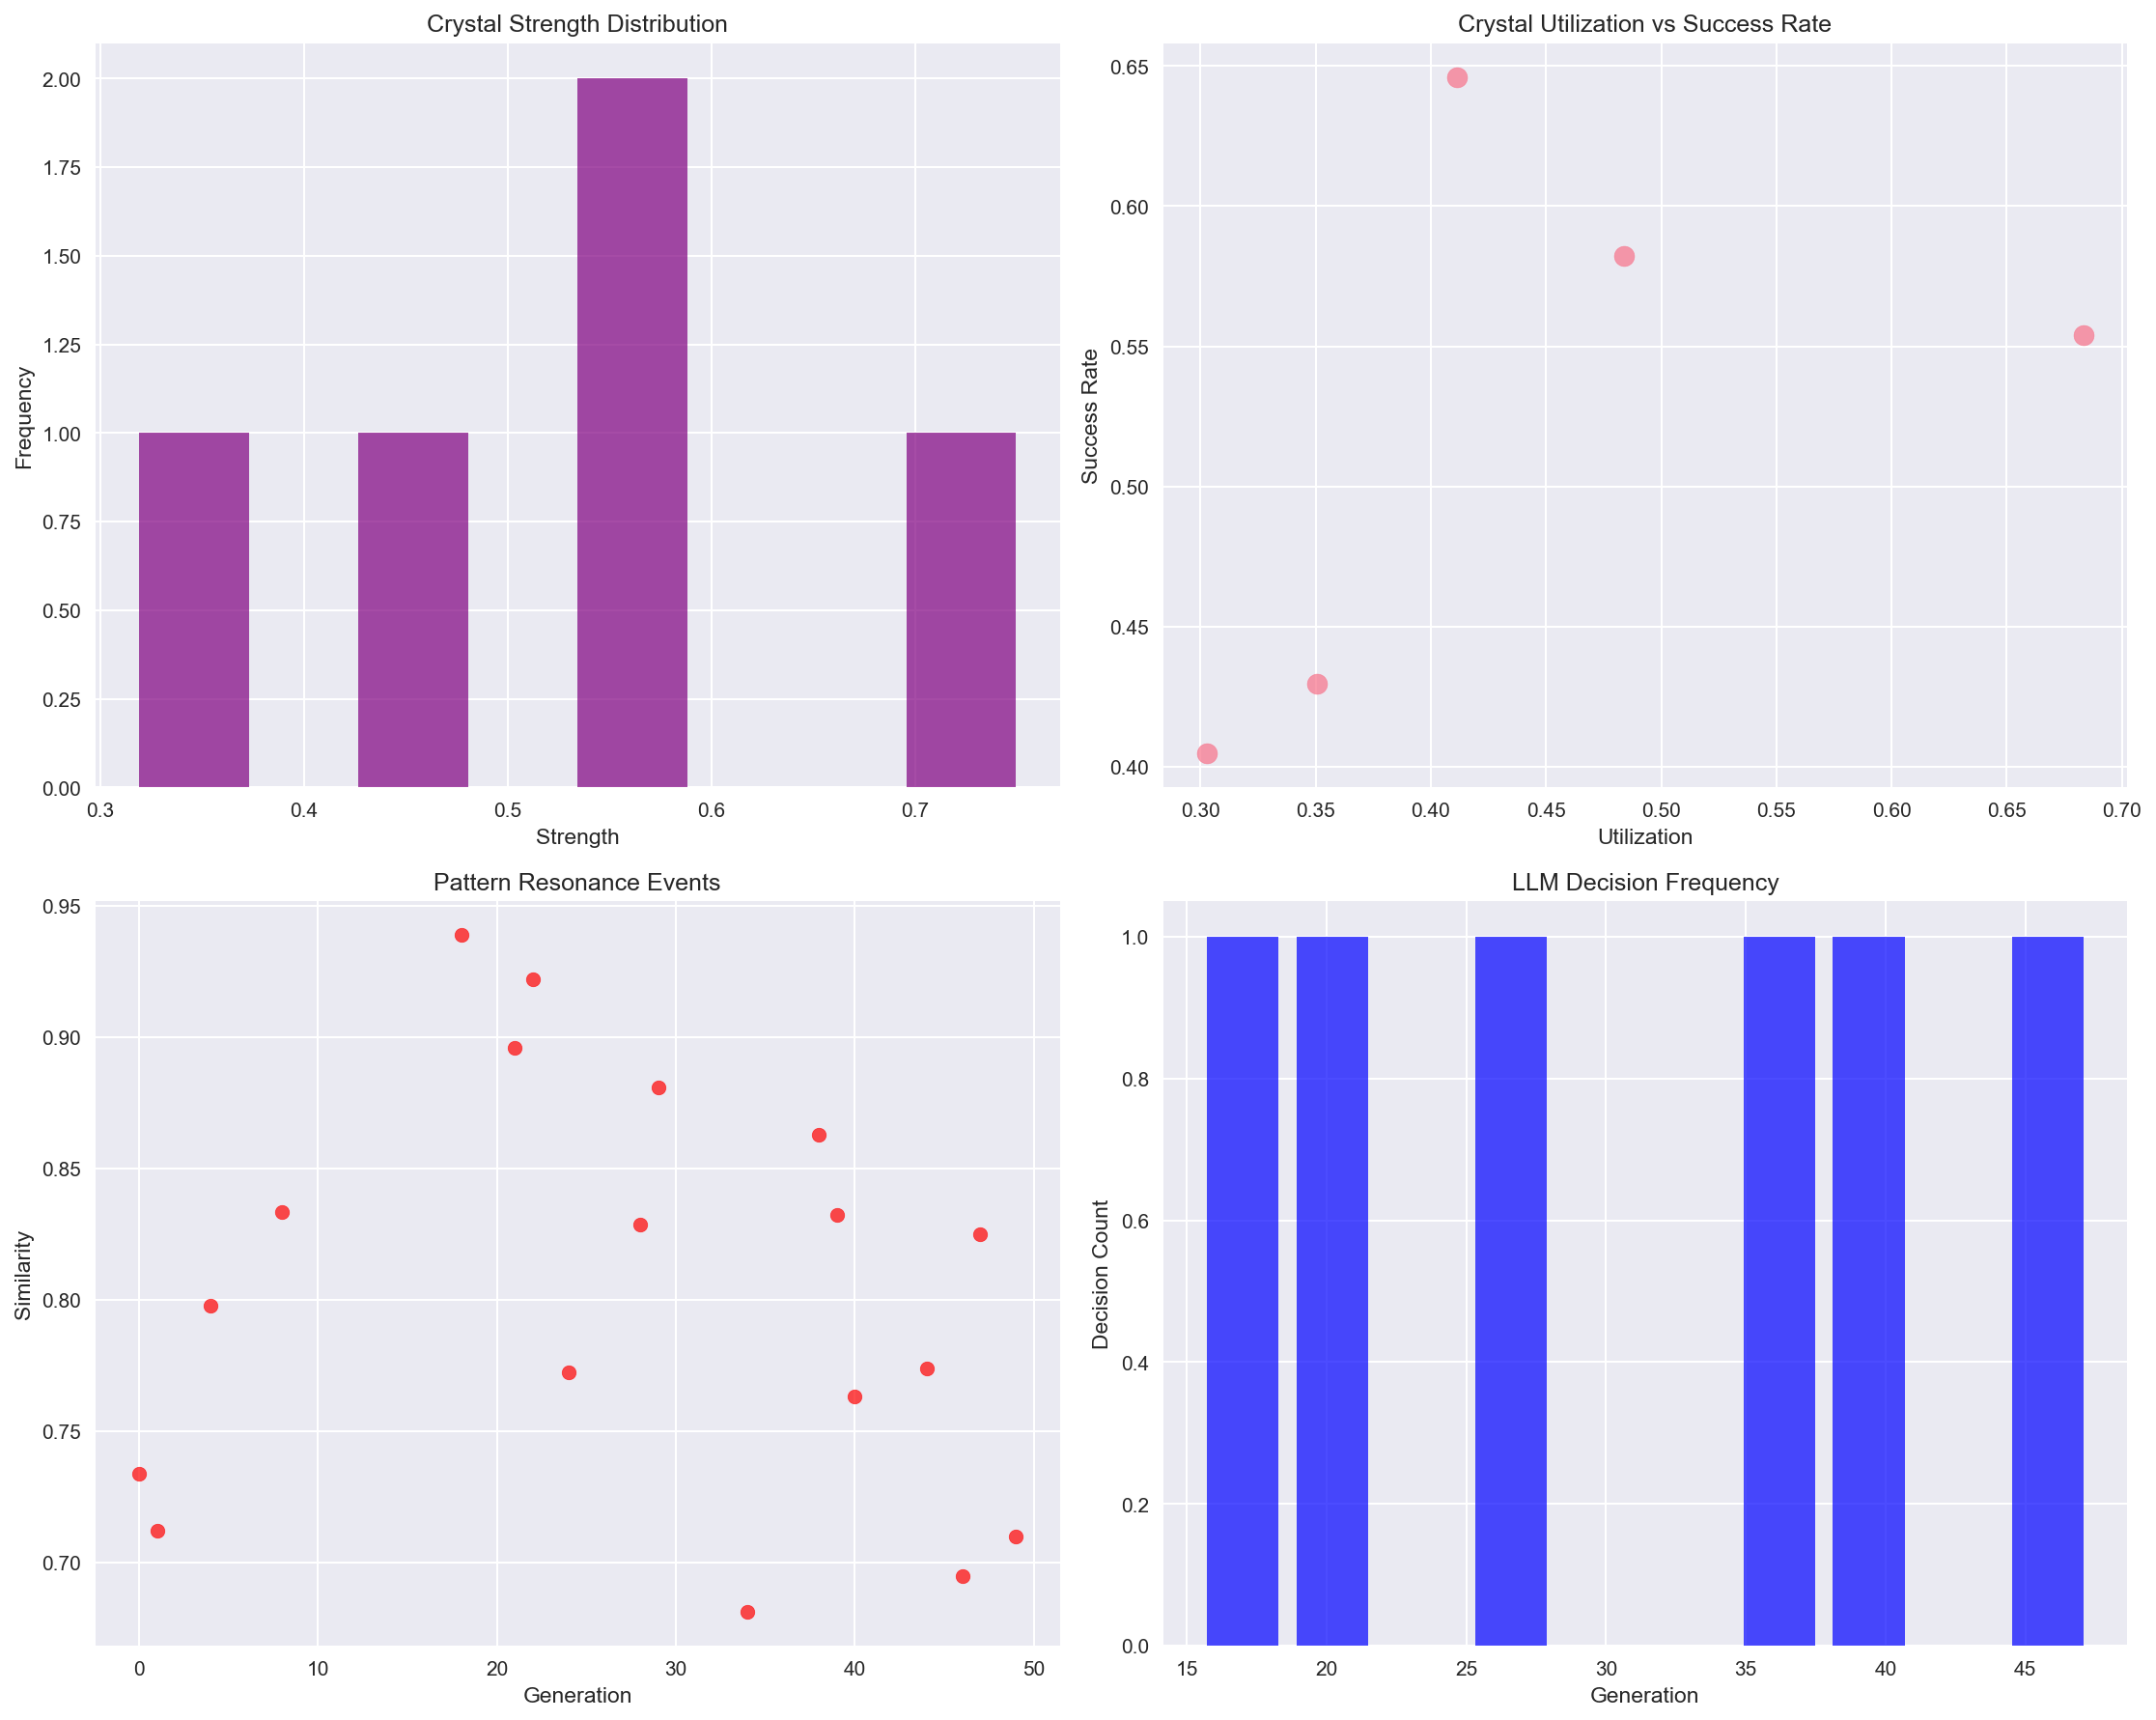 Crystal Strength Distribution
Frequency
2.00
1.75
1.50
1.25
1.00
0.75
0.50
0.25
0.00
0.3 0.4 0.5 0.6 0.7
Strength
Crystal Utilization vs Success Rate
Success Rate
0.65
0.60
0.55
0.50
0.45
0.40
0.30 0.35 0.40 0.45 0.50 0.55 0.60 0.65 0.70
Utilization
Pattern Resonance Events
Similarity
0.95
0.90
0.85
0.80
0.75
0.70
0 10 20 30 40 50
Generation
LLM Decision Frequency
Decision Count
1.0
0.8
0.6
0.4
0.2
0.0
15 20 25 30 35 40 45
Generation